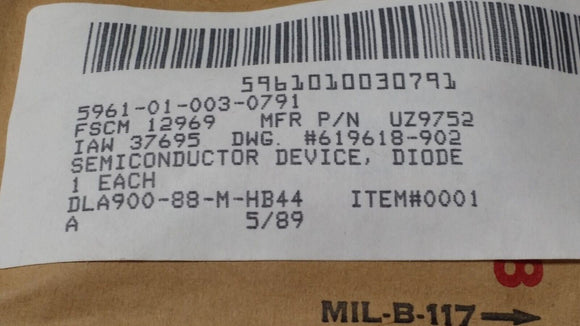 5961010030791
5961-01-003-0791
FSCM 12969 MFR P/N UZ9752
IAW 37695 DWG. #619618-902
SEMICONDUCTOR DEVICE, DIODE
1 EACH
DLA900-88-M-HB44 ITEM#0001
A 5/89
8
MIL-B-117